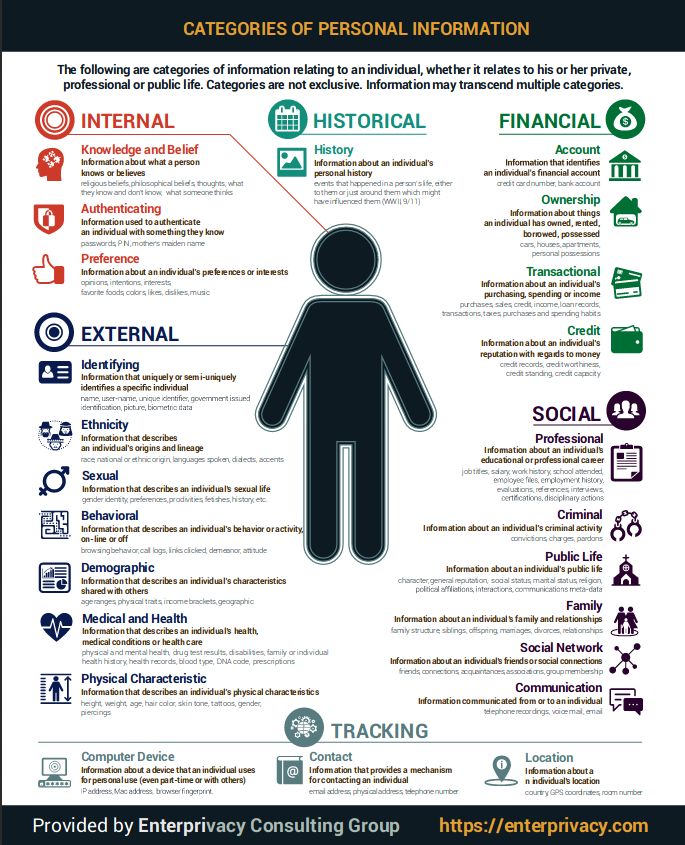 CATEGORIES OF PERSONAL INFORMATION
The following are categories of information relating to an individual, whether it relates to his or her private,
professional or public life. Categories are not exclusive. Information may transcend multiple categories.
INTERNAL
Knowledge and Belief
Information about what a person
knows or believes
religious beliefs, philosophical beliefs, thoughts, what
they know and don't know, what someone thinks
Authenticating
Information used to authenticate
an individual with something they know
passwords, PIN, mother's maiden name
Preference
Information about an individual's preferences or interests
opinions, intentions, interests,
favorite foods, colors, likes, dislikes, music
HISTORICAL
History
Information about an individual's
personal history
events that happened in a person's life, either
to them or just around them which might
have influenced them (WWII, 9/11)
FINANCIAL
Account
Information that identifies
an individual's financial account
credit card number, bank account
Ownership
Information about things
an individual has owned, rented,
borrowed, possessed
cars, houses, apartments,
personal possessions
Transactional
Information about an individual's
purchasing, spending or income
purchases, sales, credit, income, loan records,
transactions, taxes, purchases and spending habits
Credit
Information about an individual's
reputation with regards to money
credit records, credit worthiness,
credit standing, credit capacity
EXTERNAL
Identifying
Information that uniquely or semi-uniquely
identifies a specific individual
name, user-name, unique identifier, government issued
identification, picture, biometric data
Ethnicity
Information that describes
an individual's origins and lineage
race, national or ethnic origin, languages spoken, dialects, accents
Sexual
Information that describes an individual's sexual life
gender identity, preferences, proclivities, fetishes, history, etc.
Behavioral
Information that describes an individual's behavior or activity,
on-line or off
browsing behavior, call logs, links clicked, demeanor, attitude
Demographic
Information that describes an individual's characteristics
shared with others
age ranges, physical traits, income brackets, geographic
Medical and Health
Information that describes an individual's health,
medical conditions or health care
physical and mental health, drug test results, disabilities, family or individual
health history, health records, blood type, DNA code, prescriptions
Physical Characteristic
Information that describes an individual's physical characteristics
height, weight, age, hair color, skin tone, tattoos, gender,
piercings
SOCIAL
Professional
Information about an individual's
educational or professional career
job titles, salary, work history, school attended,
employee files, employment history,
evaluations, references, interviews,
certifications, disciplinary actions
Criminal
Information about an individual's criminal activity
convictions, charges, pardons
Public Life
Information about an individual's public life
character, general reputation, social status, marital status, religion,
political affiliations, interactions, communications meta-data
Family
Information about an individual's family and relationships
family structure, siblings, offspring, marriages, divorces, relationships
Social Network
Information about an individual's friends or social connections
friends, connections, acquaintances, associations, group membership
Communication
Information communicated from or to an individual
telephone recordings, voice mail, email
TRACKING
Computer Device
Information about a device that an individual uses
for personal use (even part-time or with others)
IP address, Mac address, browser fingerprint.
Contact
Information that provides a mechanism
for contacting an individual
email address, physical address, telephone number
Location
Information about a
n individual's location
country, GPS coordinates, room number
Provided by Enterprivacy Consulting Group
https://enterprivacy.com